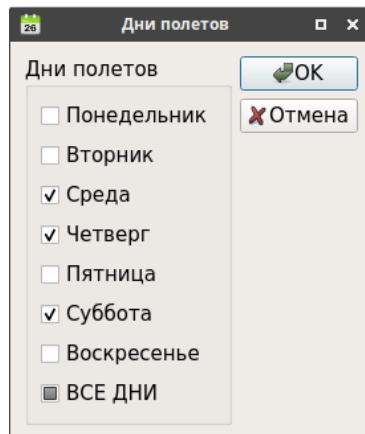 26 Дни полетов
Дни полетов
OK
Отмена
Понедельник
Вторник
Среда
Четверг
Пятница
Суббота
Воскресенье
ВСЕ ДНИ